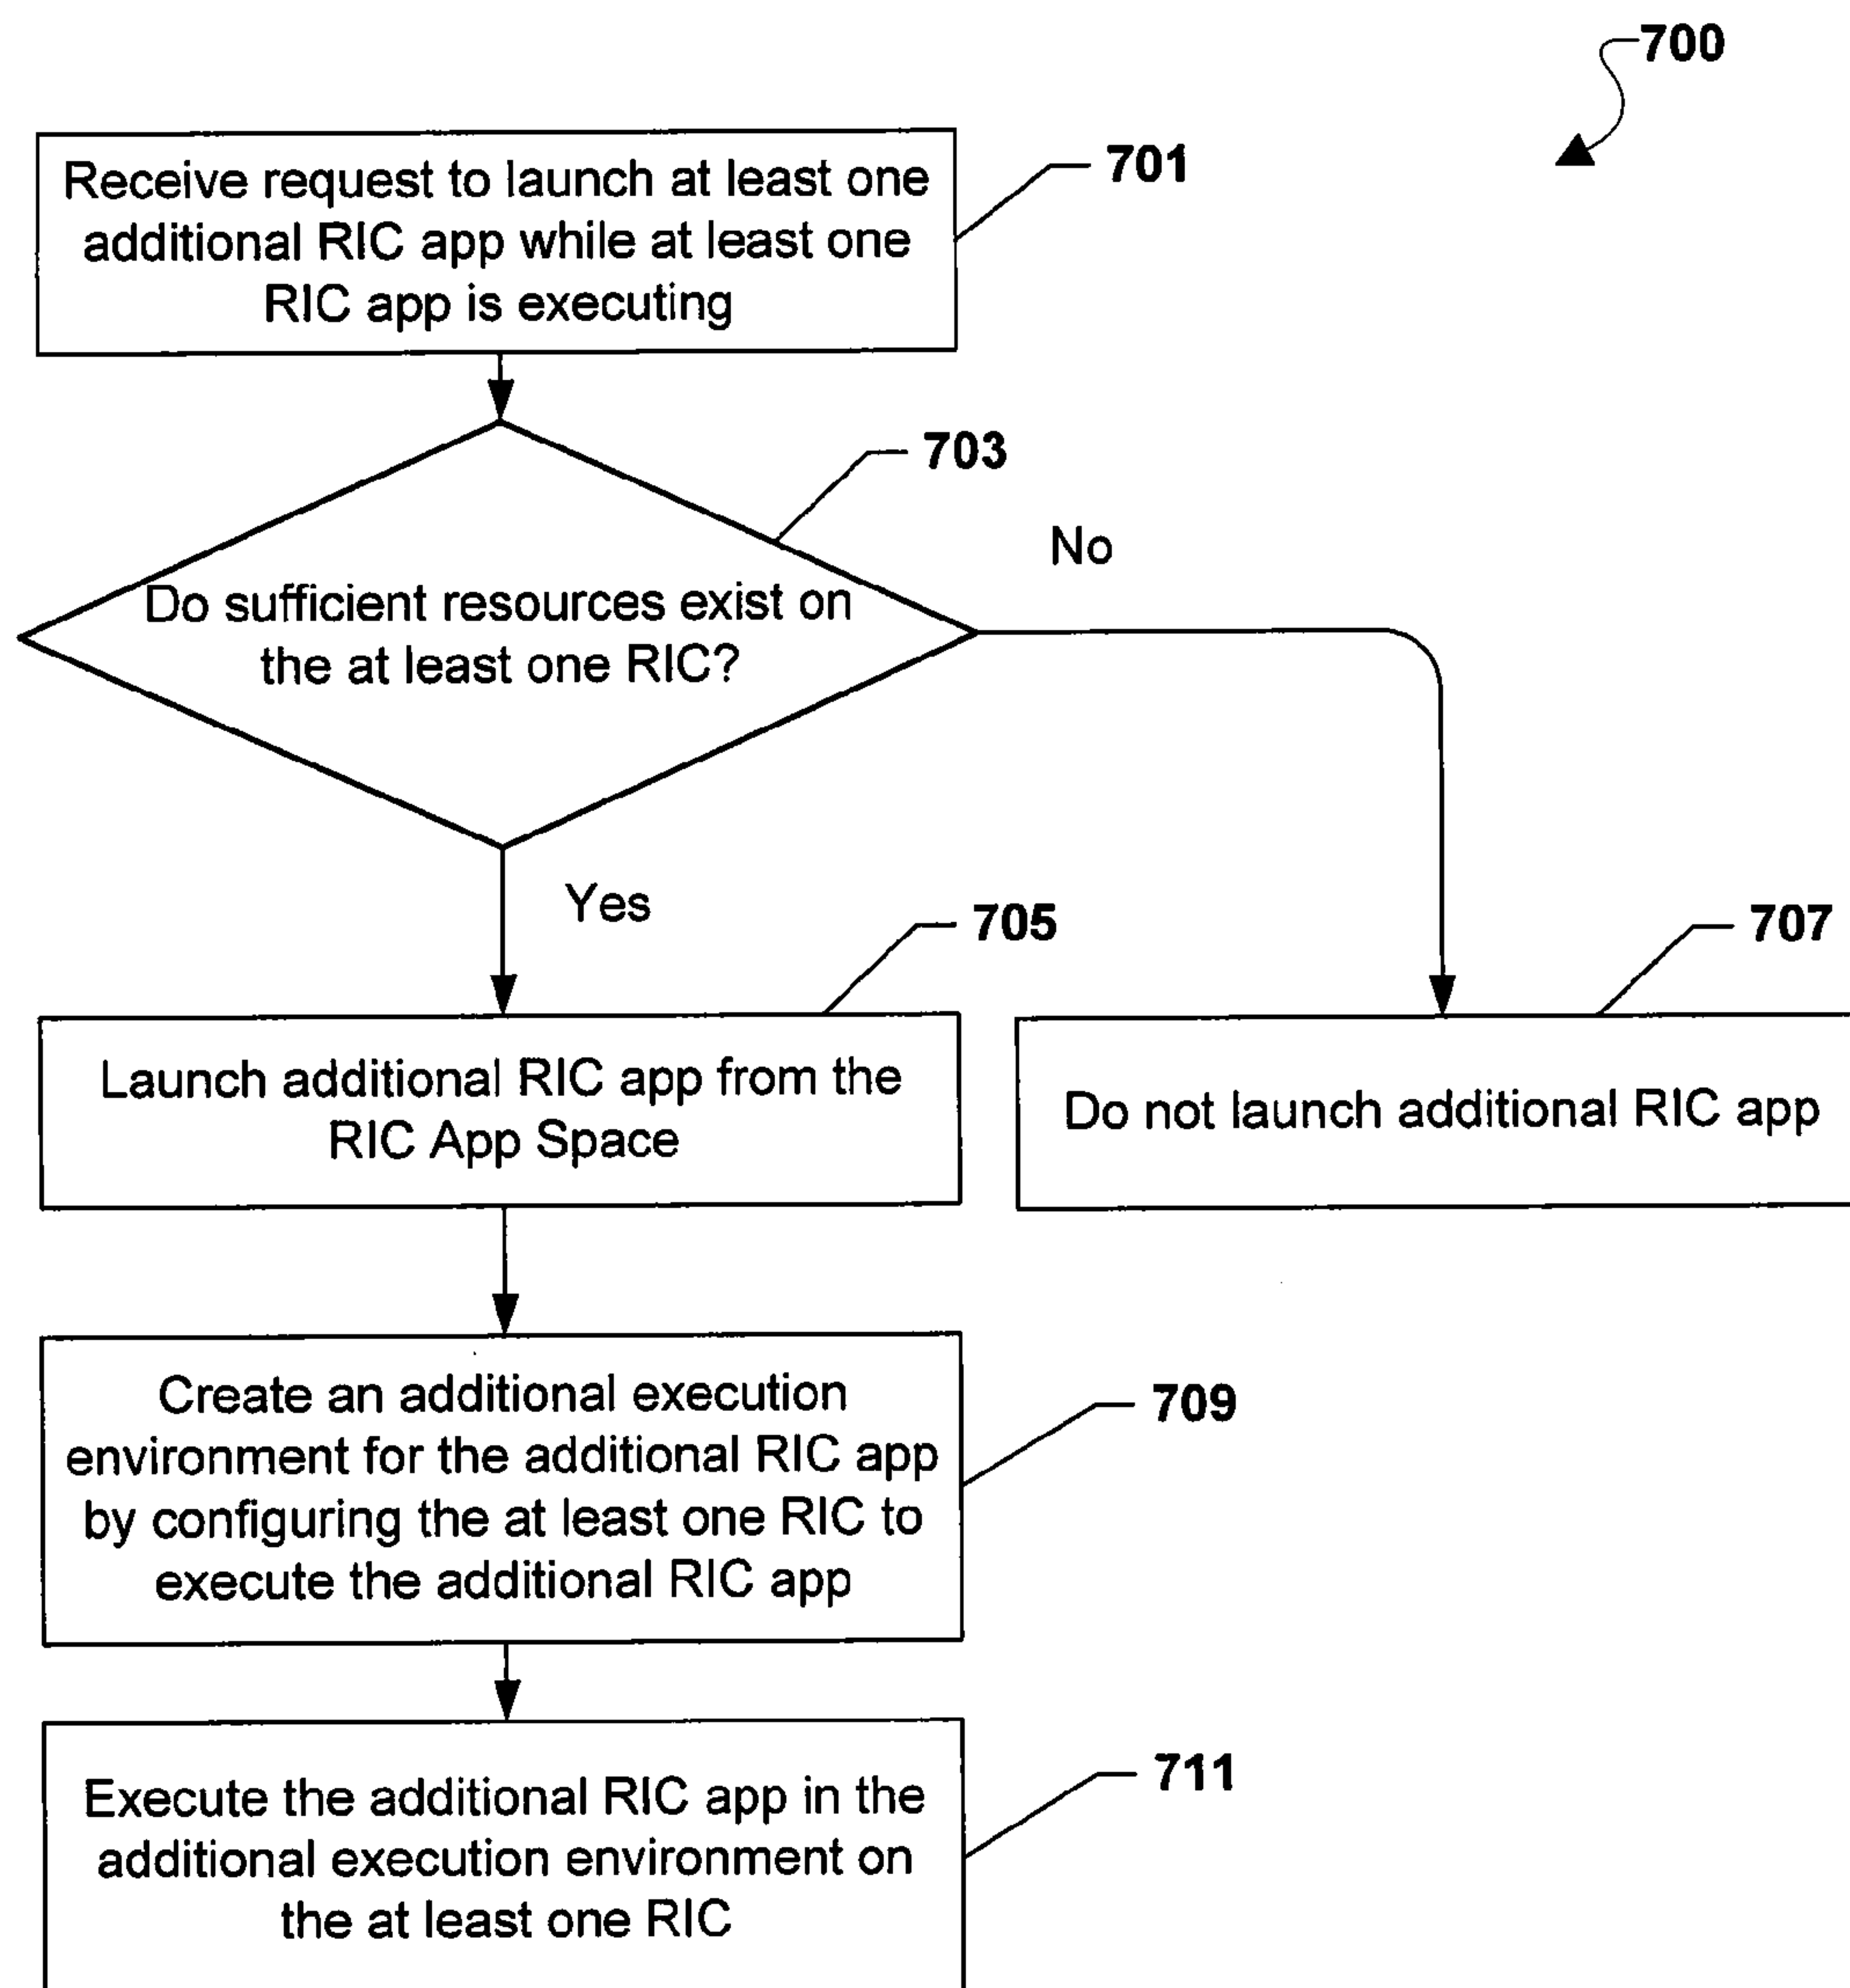 700
Receive request to launch at least one
additional RIC app while at least one
RIC app is executing
701
703
No
Do sufficient resources exist on
the at least one RIC?
Yes
705
707
Launch additional RIC app from the
RIC App Space
Do not launch additional RIC app
Create an additional execution
environment for the additional RIC app
by configuring the at least one RIC to
execute the additional RIC app
709
Execute the additional RIC app in the
additional execution environment on
the at least one RIC
711